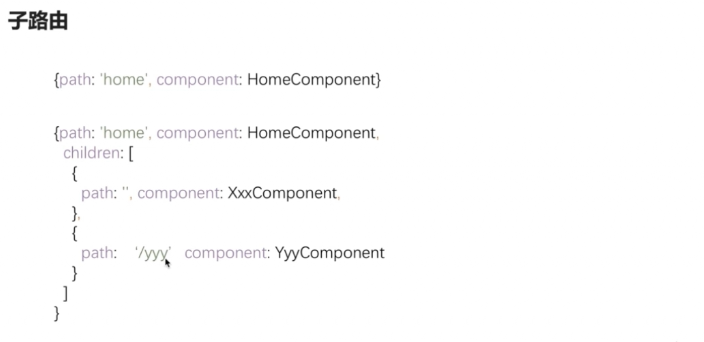 子路由
{path: 'home', component: HomeComponent}
{path: 'home', component: HomeComponent,
children: [
{
path: '', component: XxxComponent,
},
{
path: '/yyy' component: YyyComponent
}
]
}